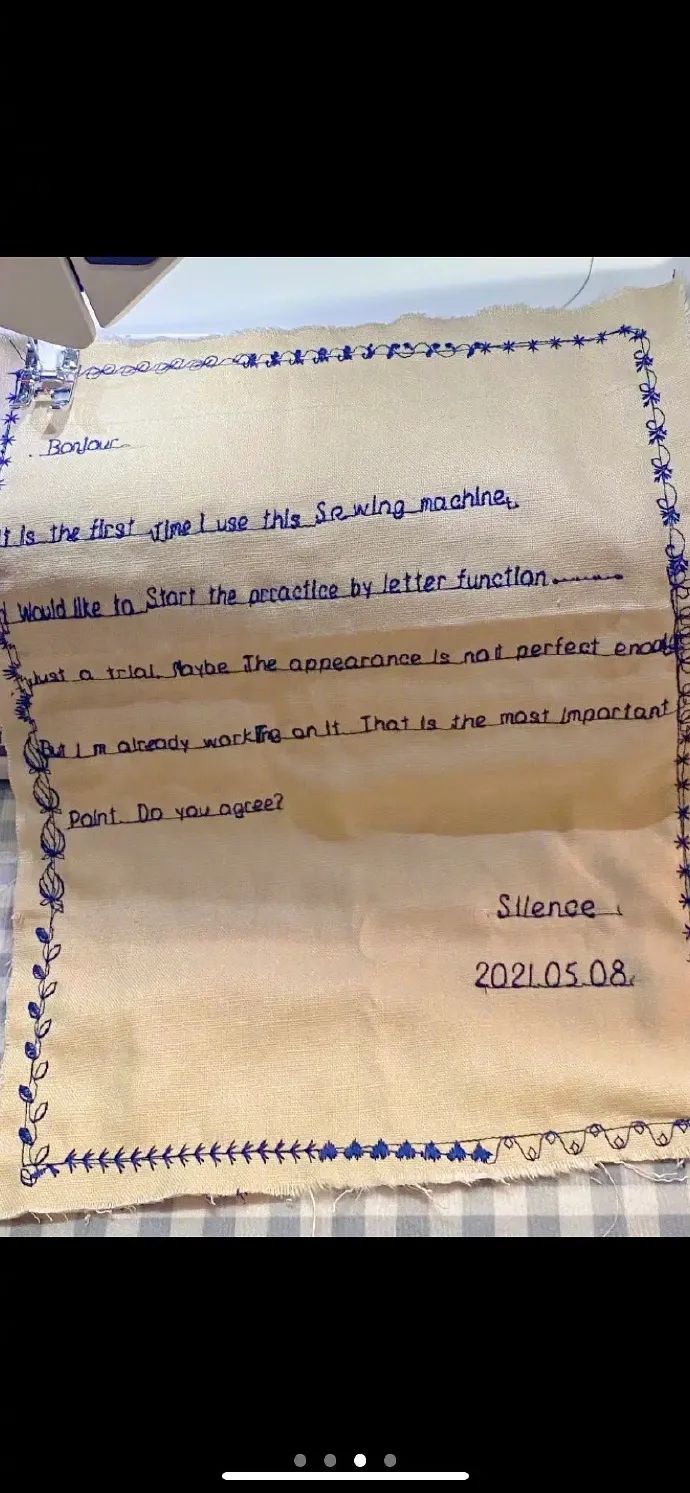 Bonjour
It is the first time I use this Sewing machine.
I would like to Start the prcactice by letter function.......
Just a trial. Maybe The appearance is not perfect
But I m already working on it. That is the most important
Point. Do you agree?
Silence.
2021.05.08.